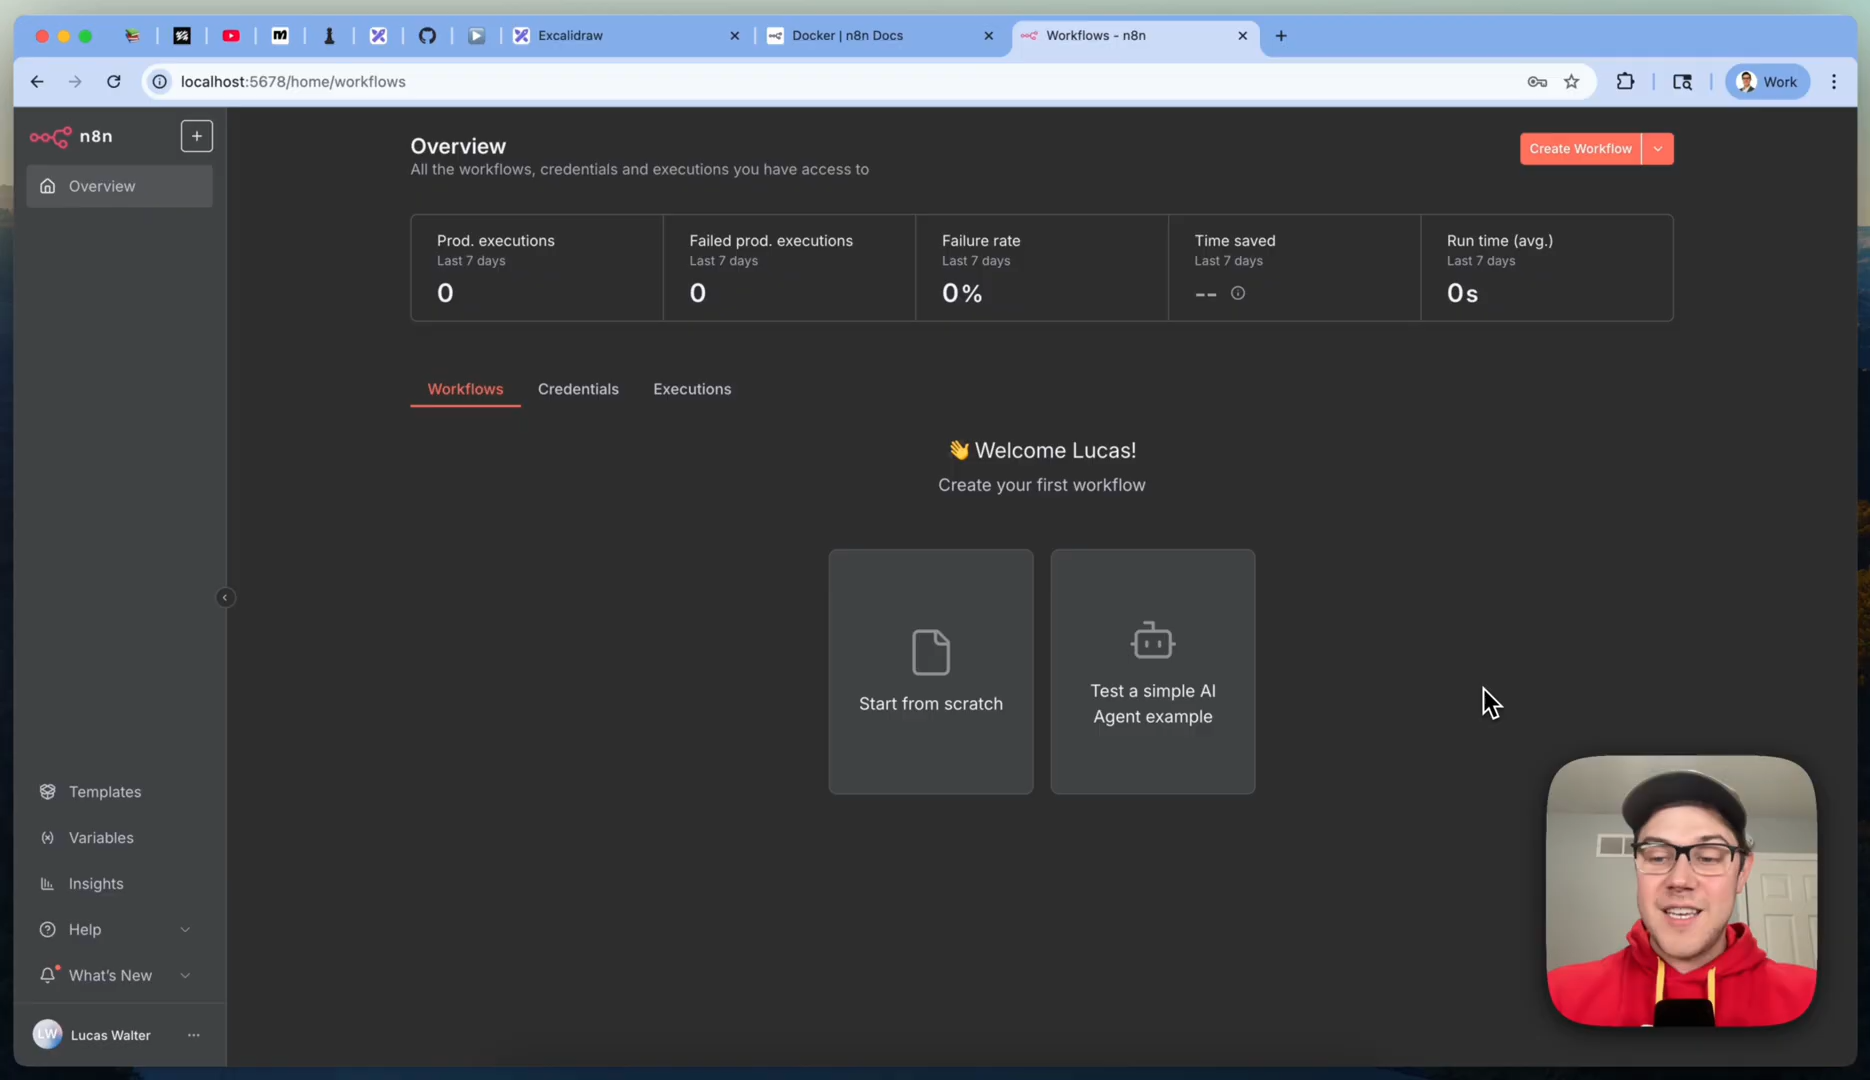 Excalidraw
Docker | n8n Docs
Workflows - n8n
localhost:5678/home/workflows
Work
n8n
Overview
Overview
All the workflows, credentials and executions you have access to
Create Workflow
Prod. executions
Last 7 days
0
Failed prod. executions
Last 7 days
0
Failure rate
Last 7 days
0%
Time saved
Last 7 days
--
Run time (avg.)
Last 7 days
0s
Workflows
Credentials
Executions
👋 Welcome Lucas!
Create your first workflow
Start from scratch
Test a simple AI
Agent example
Templates
Variables
Insights
Help
What's New
LW
Lucas Walter